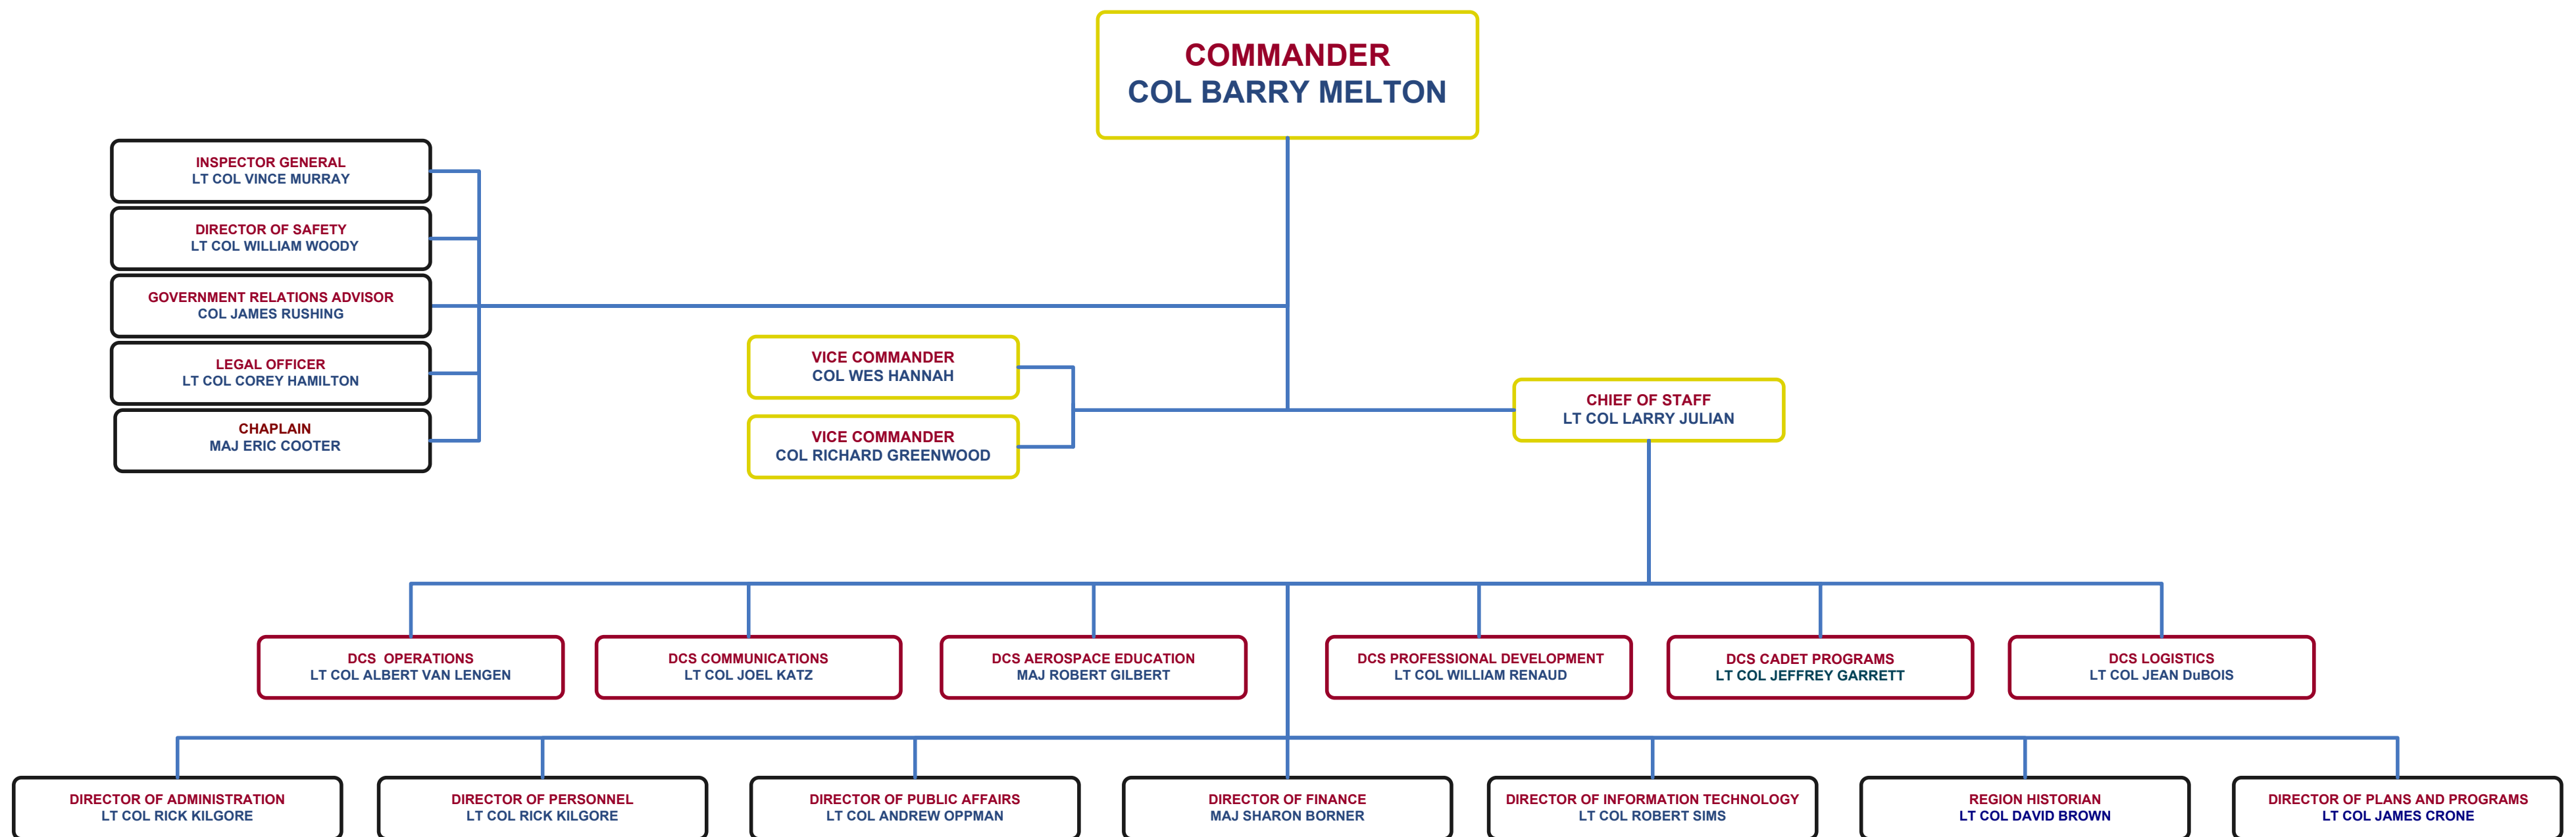 COMMANDER
COL BARRY MELTON
INSPECTOR GENERAL
LT COL VINCE MURRAY
DIRECTOR OF SAFETY
LT COL WILLIAM WOODY
GOVERNMENT RELATIONS ADVISOR
COL JAMES RUSHING
LEGAL OFFICER
LT COL COREY HAMILTON
CHAPLAIN
MAJ ERIC COOTER
VICE COMMANDER
COL WES HANNAH
VICE COMMANDER
COL RICHARD GREENWOOD
CHIEF OF STAFF
LT COL LARRY JULIAN
DCS OPERATIONS
LT COL ALBERT VAN LENGEN
DCS COMMUNICATIONS
LT COL JOEL KATZ
DCS AEROSPACE EDUCATION
MAJ ROBERT GILBERT
DCS PROFESSIONAL DEVELOPMENT
LT COL WILLIAM RENAUD
DCS CADET PROGRAMS
LT COL JEFFREY GARRETT
DCS LOGISTICS
LT COL JEAN DuBOIS
DIRECTOR OF ADMINISTRATION
LT COL RICK KILGORE
DIRECTOR OF PERSONNEL
LT COL RICK KILGORE
DIRECTOR OF PUBLIC AFFAIRS
LT COL ANDREW OPPMAN
DIRECTOR OF FINANCE
MAJ SHARON BORNER
DIRECTOR OF INFORMATION TECHNOLOGY
LT COL ROBERT SIMS
REGION HISTORIAN
LT COL DAVID BROWN
DIRECTOR OF PLANS AND PROGRAMS
LT COL JAMES CRONE